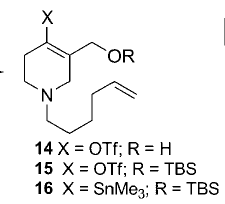 X
OR
N
14 X = OTf; R = H
15 X = OTf; R = TBS
16 X = SnMe3; R = TBS